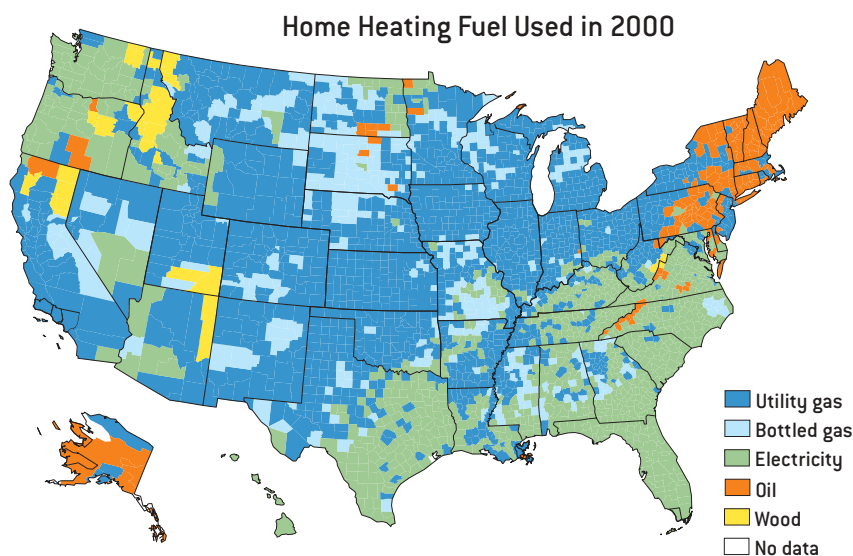 Home Heating Fuel Used in 2000
Utility gas
Bottled gas
Electricity
Oil
Wood
No data